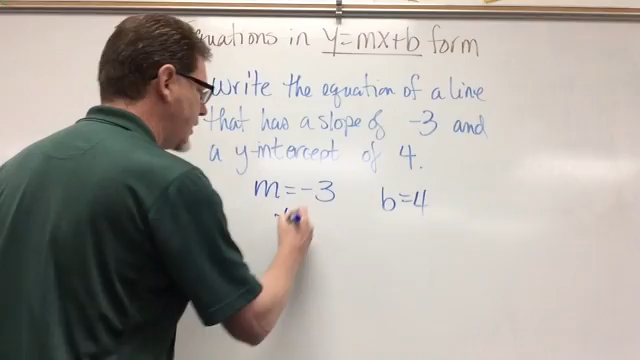 Equations in y=mx+b form
Write the equation of a line
that has a slope of -3 and
a y-intercept of 4.
m=-3 b=4